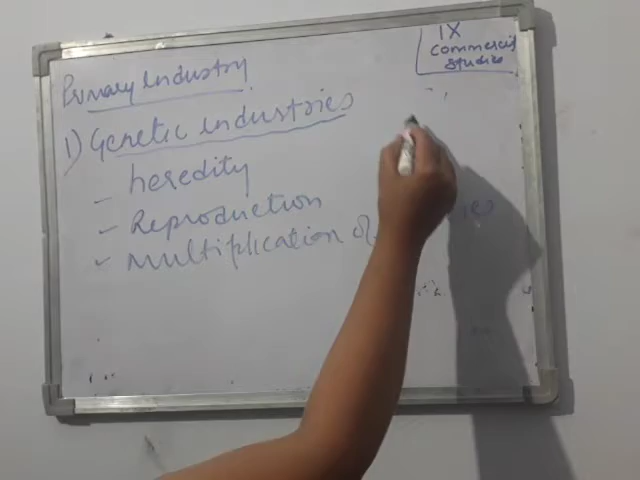 IX
Commercial
Studies
Primary Industry
1) Genetic industries
- heredity
- Reproduction
- Multiplication of